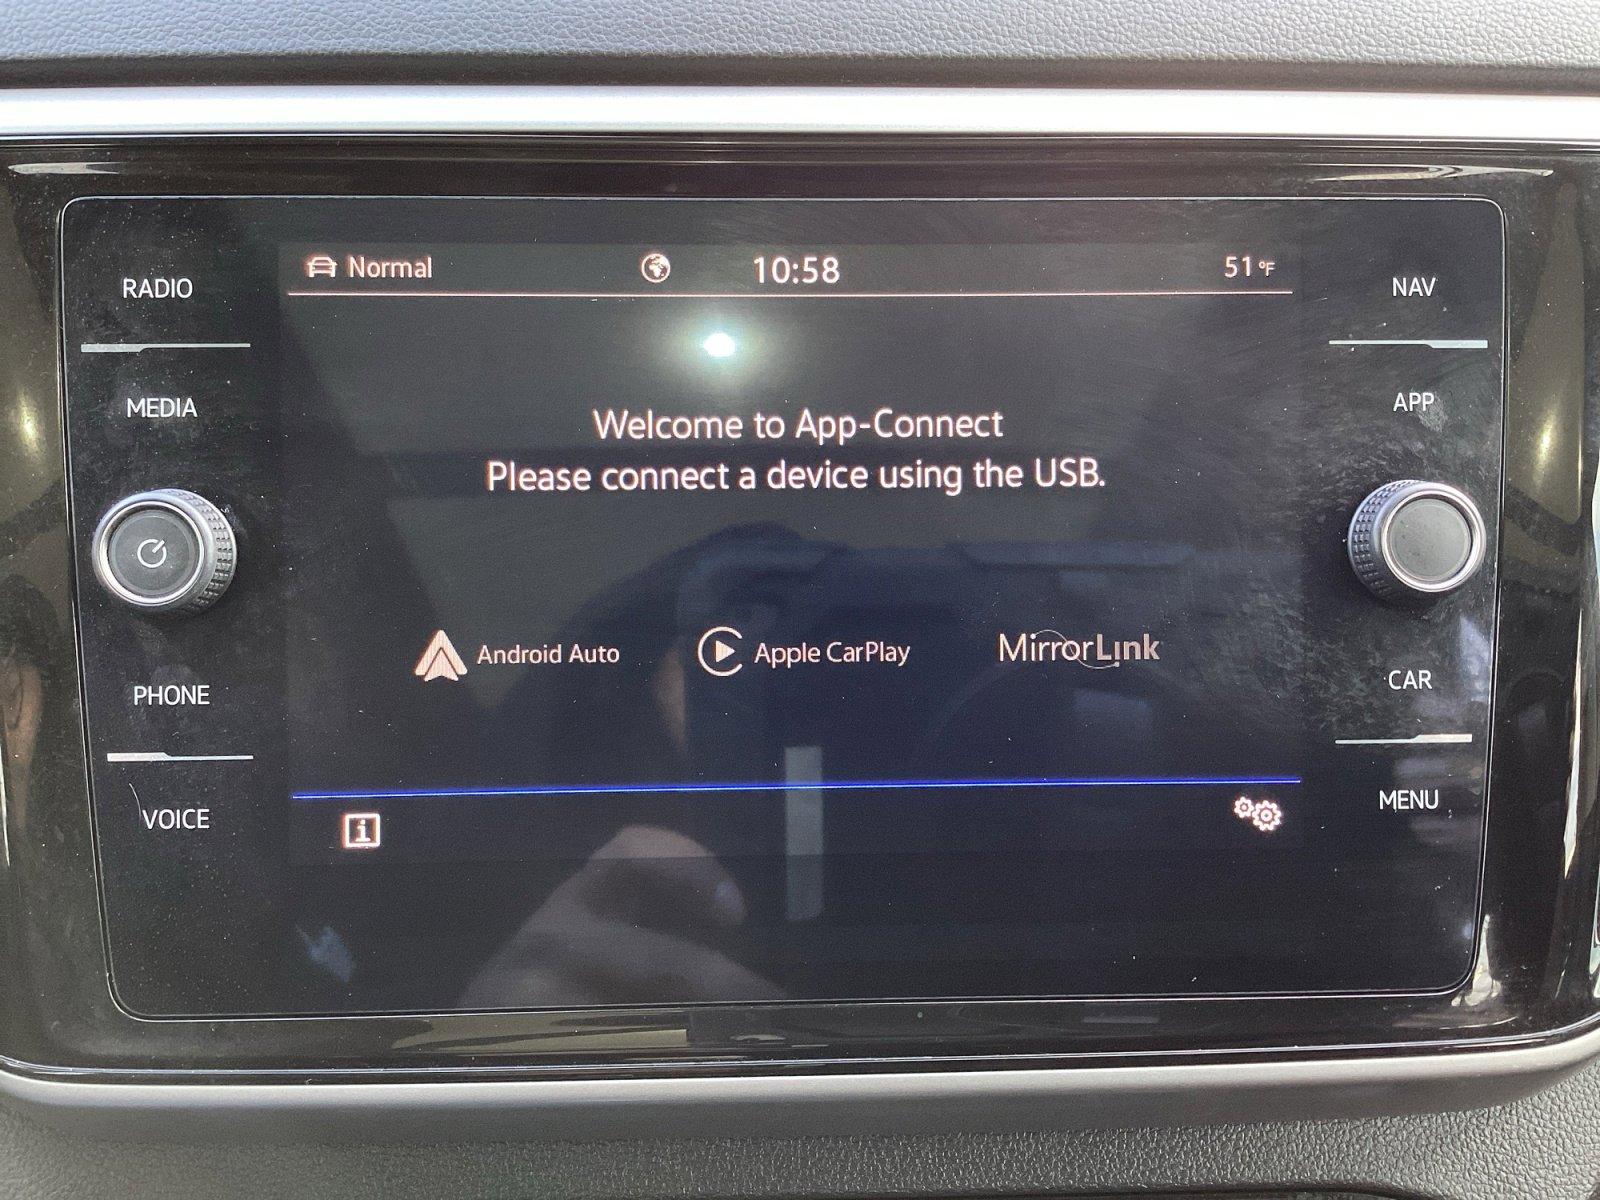 RADIO
MEDIA
PHONE
VOICE
Normal
10:58
51 °F
Welcome to App-Connect
Please connect a device using the USB.
Android Auto
Apple CarPlay
MirrorLink
i
NAV
APP
CAR
MENU